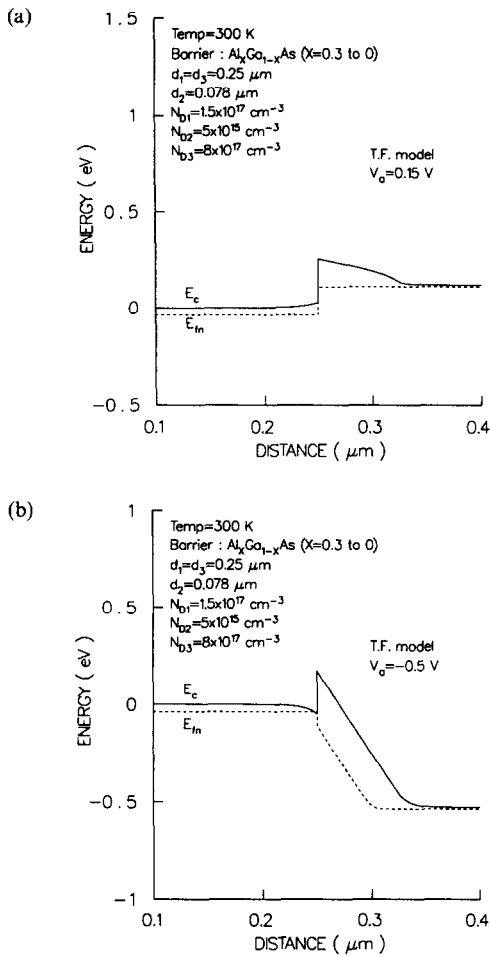 (a)
1.5
Temp=300 K
Barrier : AlxGa1-xAs (X=0.3 to 0)
d1=d3=0.25 μm
d2=0.078 μm
1
ND1=1.5x10^17 cm^-3
ND2=5x10^15 cm^-3
ND3=8x10^17 cm^-3
T.F. model
Va=0.15 V
ENERGY ( eV )
0.5
Ec
0
Efn
-0.5
0.1 0.2 0.3 0.4
DISTANCE ( μm )
(b)
1
Temp=300 K
Barrier : AlxGa1-xAs (X=0.3 to 0)
d1=d3=0.25 μm
d2=0.078 μm
0.5
ND1=1.5x10^17 cm^-3
ND2=5x10^15 cm^-3
ND3=8x10^17 cm^-3
T.F. model
Va=-0.5 V
ENERGY ( eV )
Ec
0
Efn
-0.5
-1
0.1 0.2 0.3 0.4
DISTANCE ( μm )